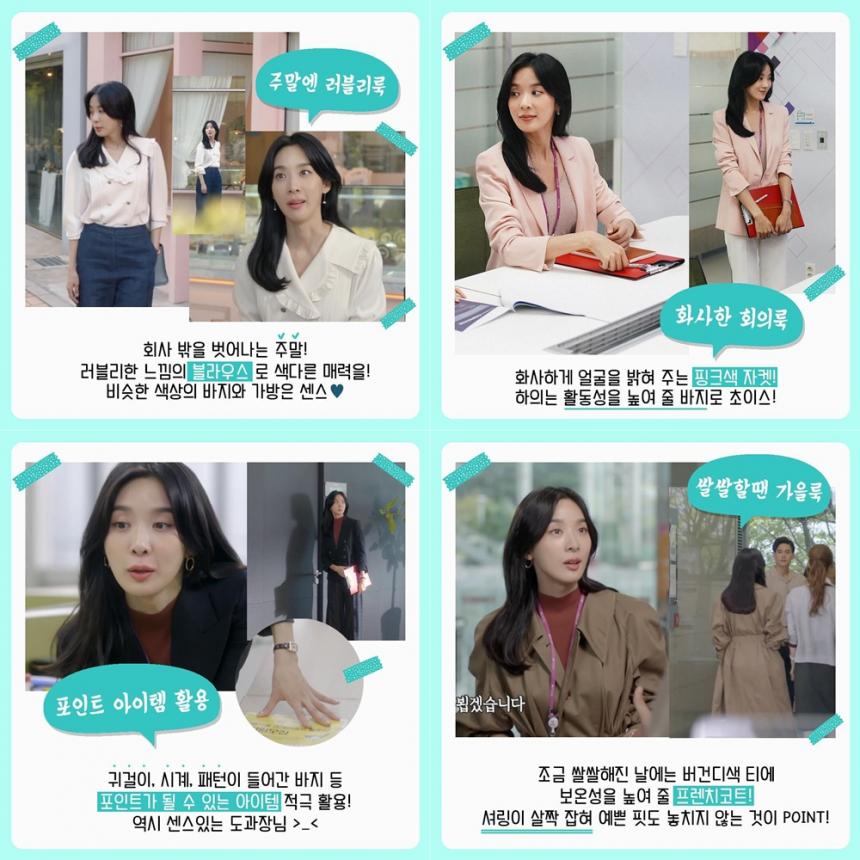 주말엔 러블리룩
회사 밖을 벗어나는 주말!
러블리한 느낌의 블라우스로 색다른 매력을!
비슷한 색상의 바지와 가방은 센스♥
화사한 회의룩
화사하게 얼굴을 밝혀 주는 핑크색 자켓!
하의는 활동성을 높여 줄 바지로 초이스!
포인트 아이템 활용
귀걸이, 시계, 패턴이 들어간 바지 등
포인트가 될 수 있는 아이템 적극 활용!
역시 센스있는 도과장님 >_<
쌀쌀할땐 가을룩
뵙겠습니다
조금 쌀쌀해진 날에는 버건디색 티에
보온성을 높여 줄 프렌치코트!
셔링이 살짝 잡혀 예쁜 핏도 놓치지 않는 것이 POINT!